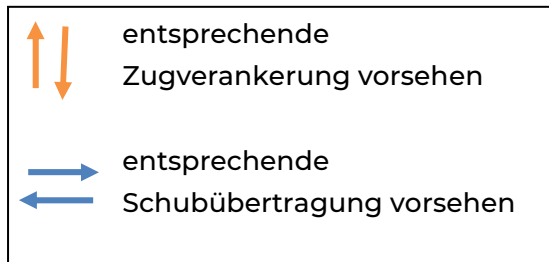 entsprechende
Zugverankerung vorsehen
entsprechende
Schubübertragung vorsehen